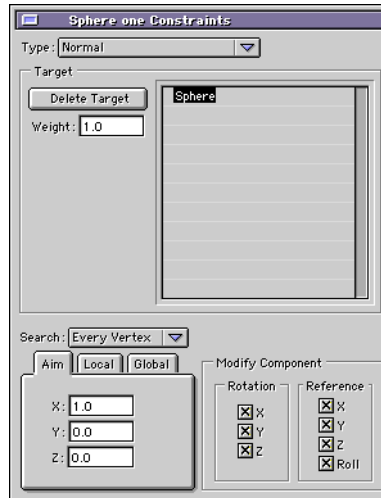 Sphere one Constraints
Type: Normal
Target
Delete Target
Weight: 1.0
Sphere
Search: Every Vertex
Aim Local Global
X: 1.0
Y: 0.0
Z: 0.0
Modify Component
Rotation
X
Y
Z
Reference
X
Y
Z
Roll